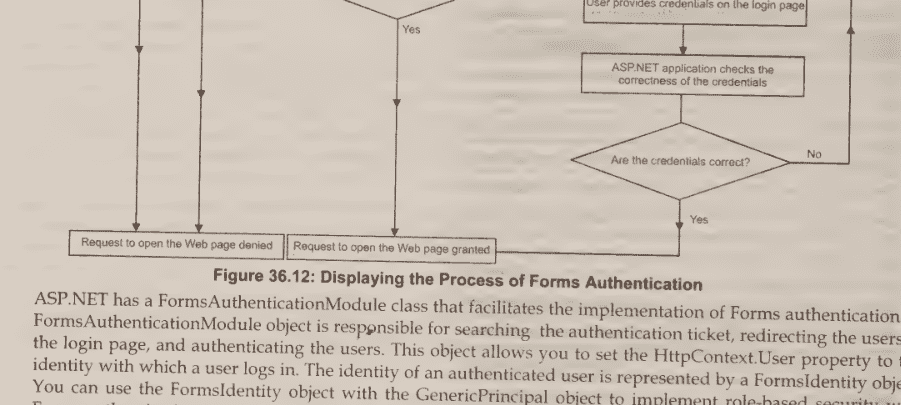 User provides credentials on the login page
Yes
ASP.NET application checks the
correctness of the credentials
Are the credentials correct?
No
Yes
Request to open the Web page denied
Request to open the Web page granted
Figure 36.12: Displaying the Process of Forms Authentication
ASP.NET has a FormsAuthenticationModule class that facilitates the implementation of Forms authentication
FormsAuthenticationModule object is responsible for searching the authentication ticket, redirecting the users
the login page, and authenticating the users. This object allows you to set the HttpContext.User property to
identity with which a user logs in. The identity of an authenticated user is represented by a FormsIdentity obje
You can use the FormsIdentity object with the GenericPrincipal object to implement role-based security